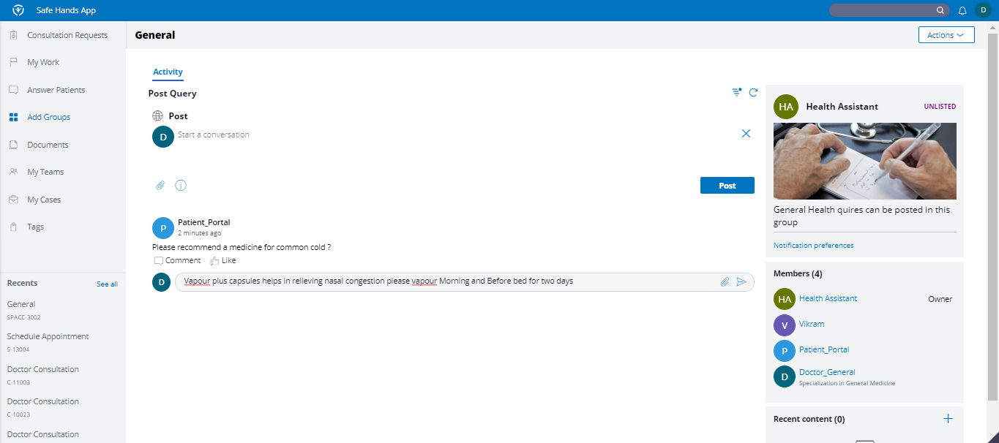 Safe Hands App
D
Consultation Requests
My Work
Answer Patients
Add Groups
Documents
My Teams
My Cases
Tags
Recents
See all
General
SPACE-3002
Schedule Appointment
S-13004
Doctor Consultation
C-11003
Doctor Consultation
C-10023
Doctor Consultation
General
Actions
Activity
Post Query
Post
D
Start a conversation
Post
P
Patient_Portal
2 minutes ago
Please recommend a medicine for common cold ?
Comment
Like
D
Vapour plus capsules helps in relieving nasal congestion please vapour Morning and Before bed for two days
HA
Health Assistant
UNLISTED
General Health quires can be posted in this
group
Notification preferences
Members (4)
HA
Health Assistant
Owner
V
Vikram
P
Patient_Portal
D
Doctor_General
Specialization in General Medicine
Recent content (0)